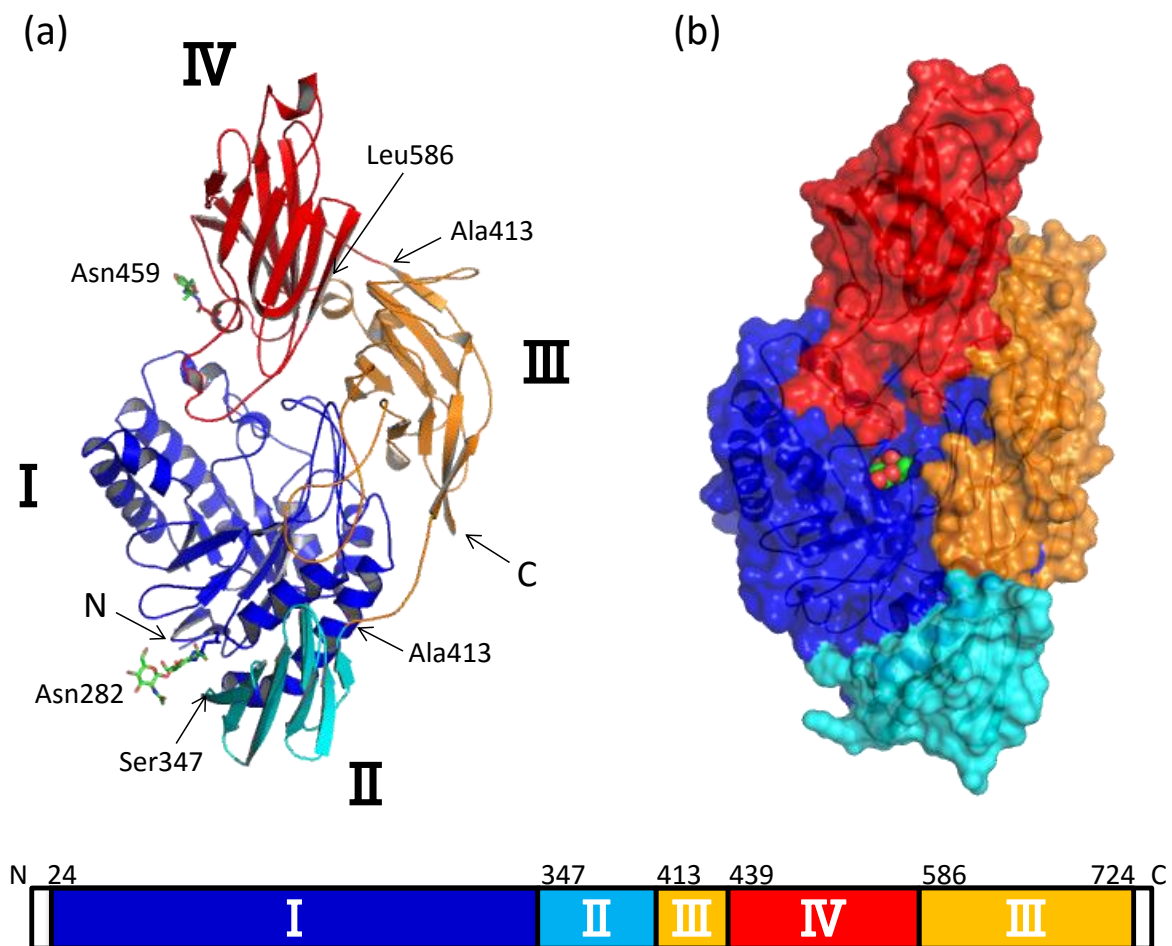 (a)
(b)
IV
Leu586
Ala413
Asn459
III
I
C
N
Ala413
Asn282
Ser347
II
N 24 347 413 439 586 724 C
I II III IV III